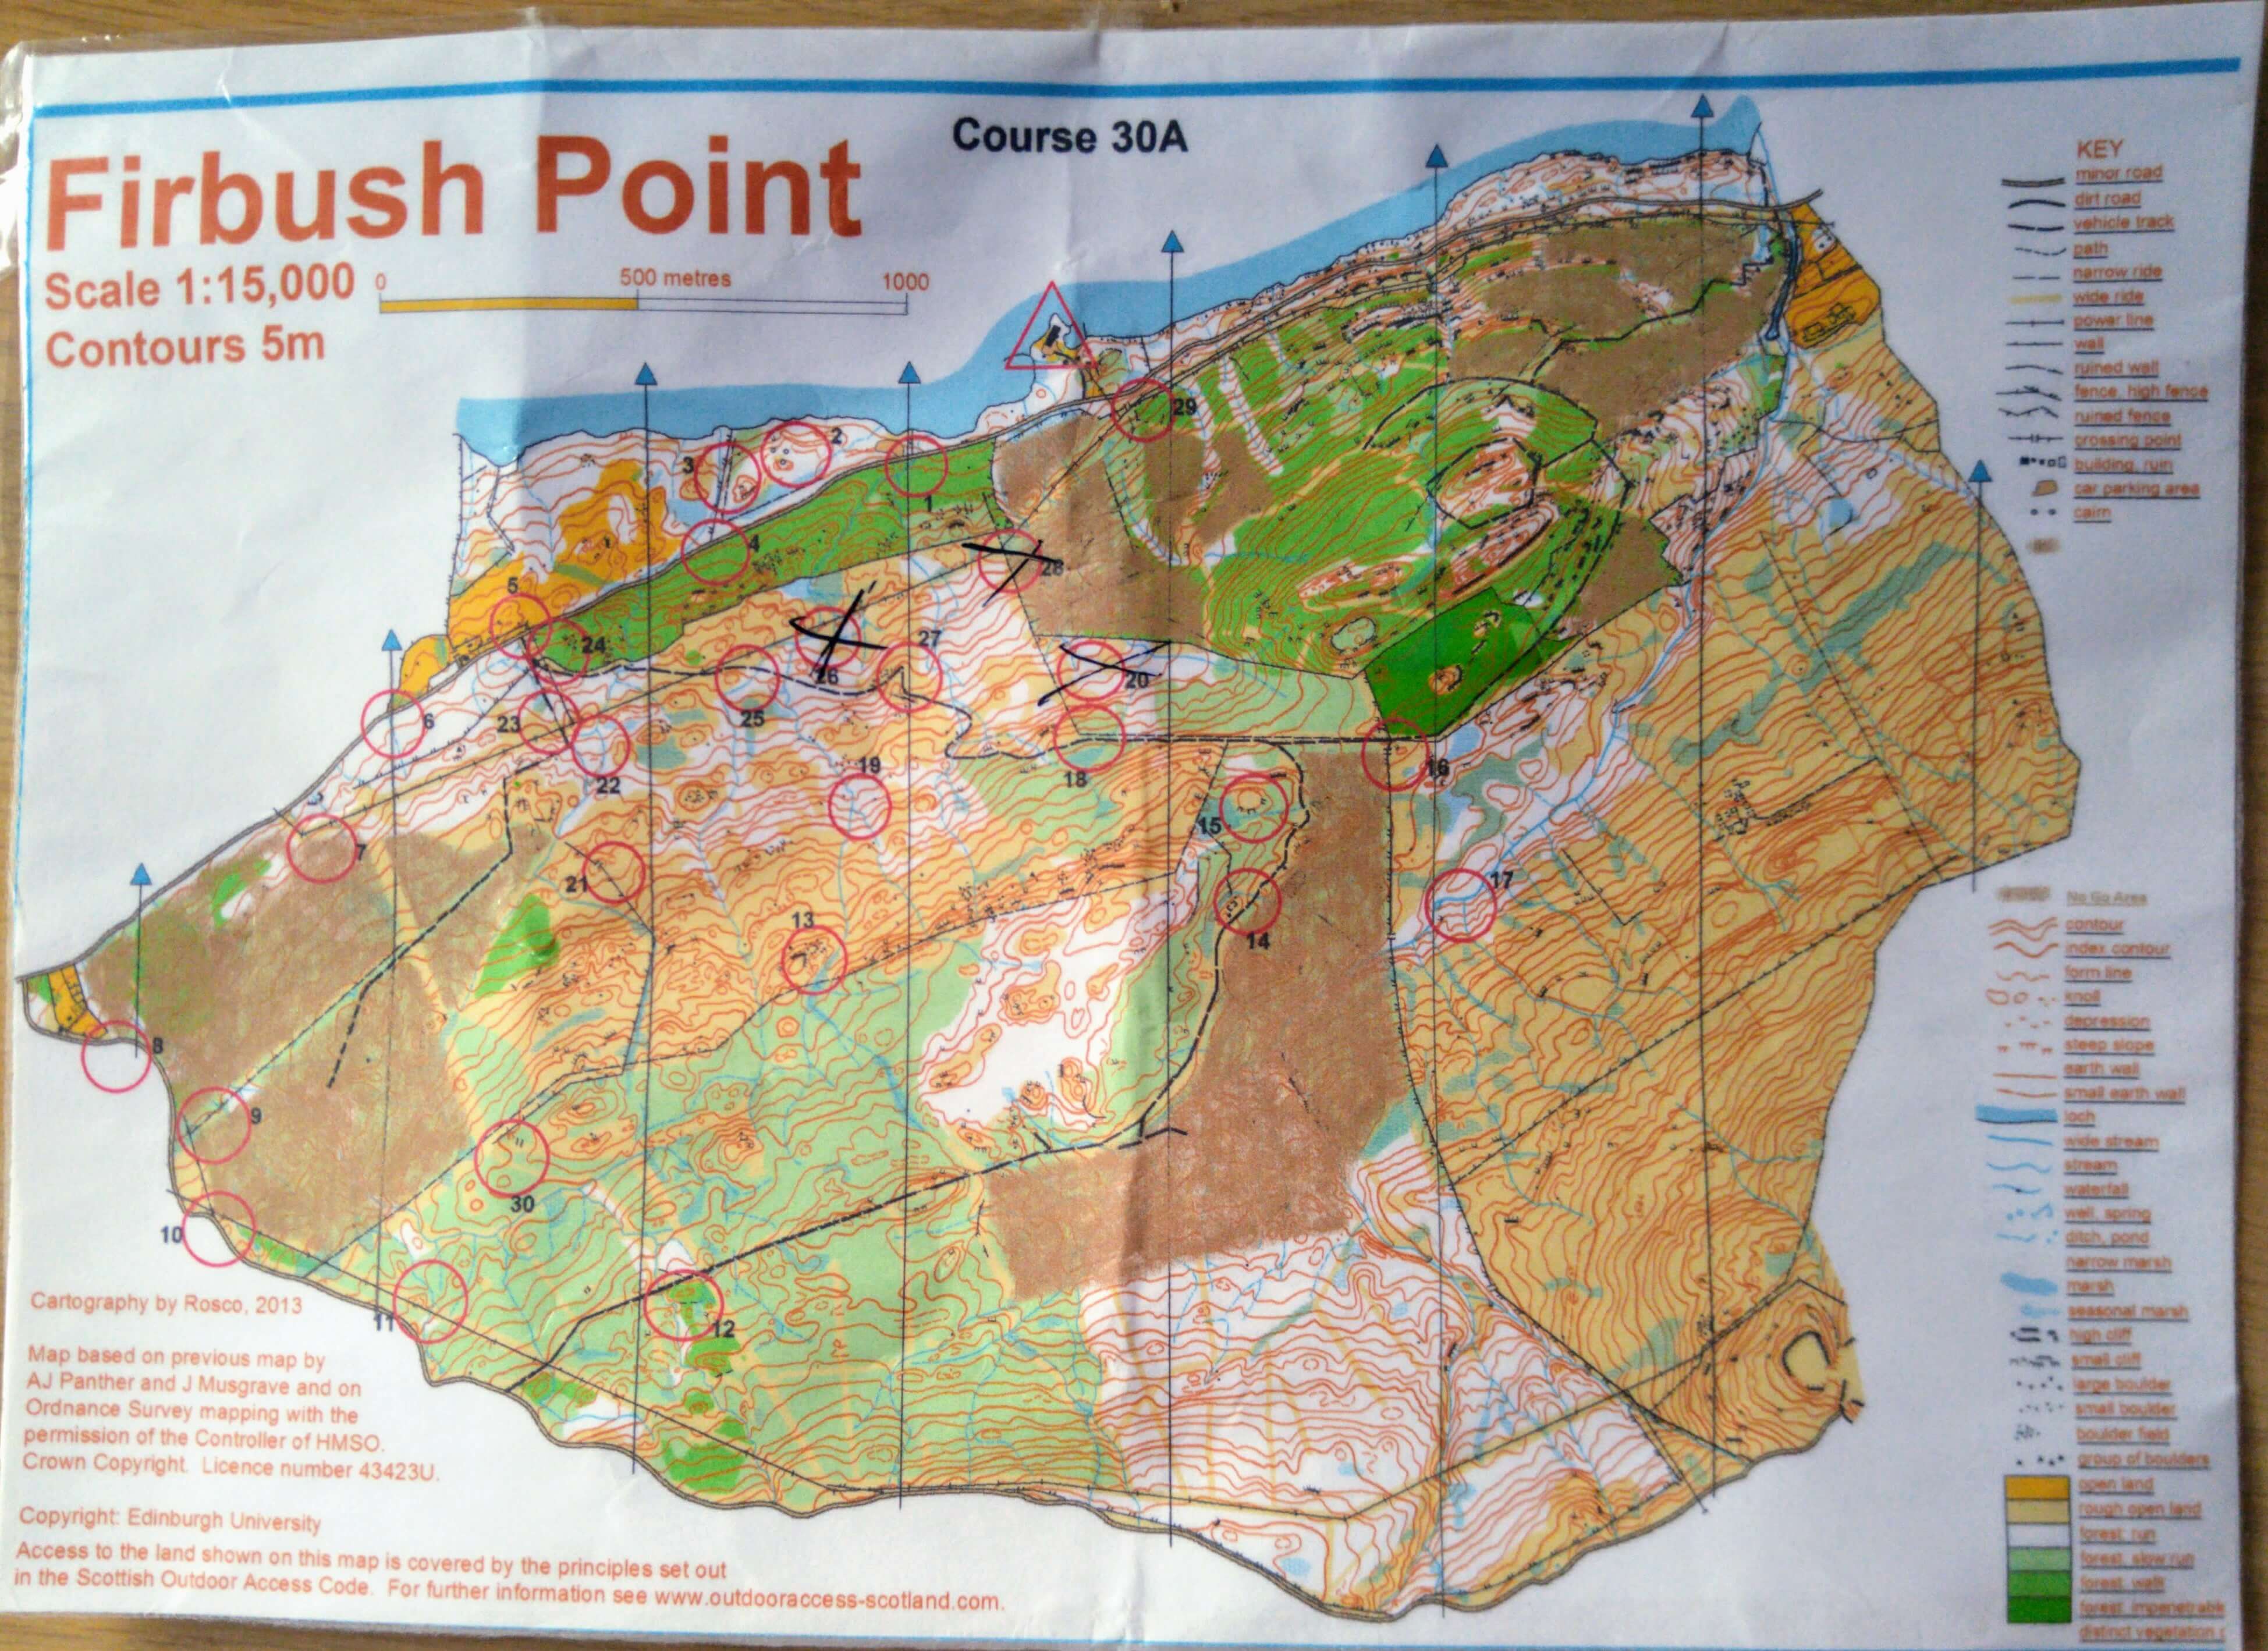 Course 30A
Firbush Point
Scale 1:15,000
0 500 metres 1000
Contours 5m
KEY
minor road
dirt road
vehicle track
path
narrow ride
wide ride
power line
wall
ruined wall
fence, high fence
ruined fence
crossing point
building, ruin
car parking area
cairn
No Go Area
contour
index contour
form line
knoll
depression
steep slope
earth wall
small earth wall
loch
wide stream
stream
waterfall
well, spring
ditch, pond
narrow marsh
marsh
seasonal marsh
high cliff
small cliff
large boulder
small boulder
boulder field
group of boulders
open land
rough open land
forest: run
forest: slow run
forest: walk
forest: impenetrable
distinct vegetation
29
2
3
1
4
28
5
24
27
26
20
25
6
23
22
18
16
19
7
15
21
17
13
14
8
9
30
10
11
12
Cartography by Rosco, 2013
Map based on previous map by
AJ Panther and J Musgrave and on
Ordnance Survey mapping with the
permission of the Controller of HMSO.
Crown Copyright. Licence number 43423U.
Copyright: Edinburgh University
Access to the land shown on this map is covered by the principles set out
in the Scottish Outdoor Access Code. For further information see www.outdooraccess-scotland.com.